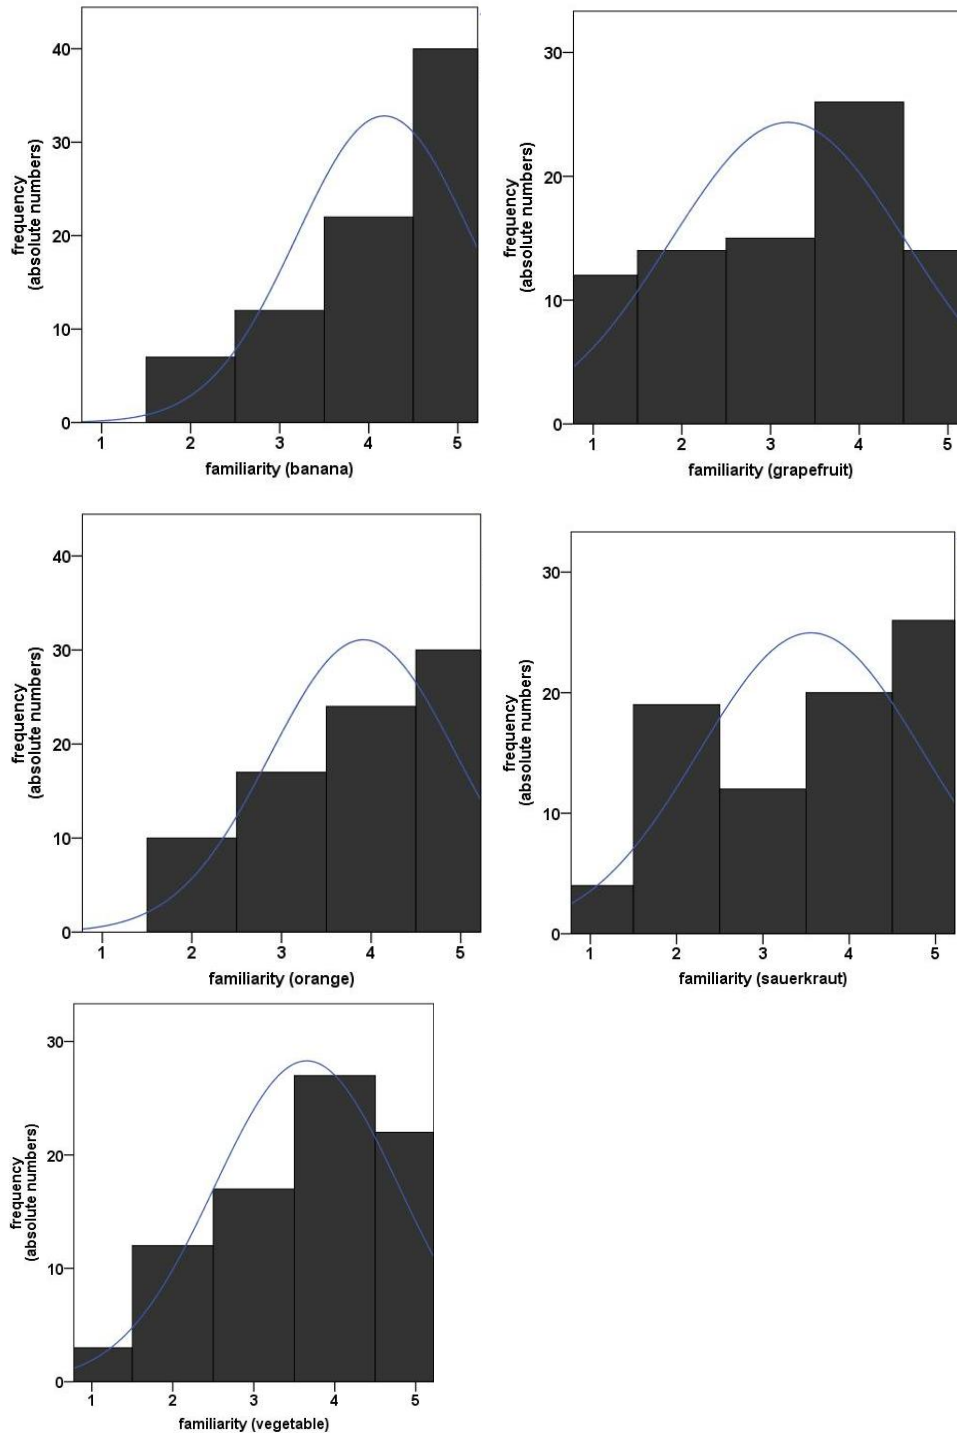 frequency
(absolute numbers)
40
30
20
10
0
1 2 3 4 5
familiarity (banana)
frequency
(absolute numbers)
30
20
10
0
1 2 3 4 5
familiarity (grapefruit)
frequency
(absolute numbers)
40
30
20
10
0
1 2 3 4 5
familiarity (orange)
frequency
(absolute numbers)
30
20
10
0
1 2 3 4 5
familiarity (sauerkraut)
frequency
(absolute numbers)
30
20
10
0
1 2 3 4 5
familiarity (vegetable)